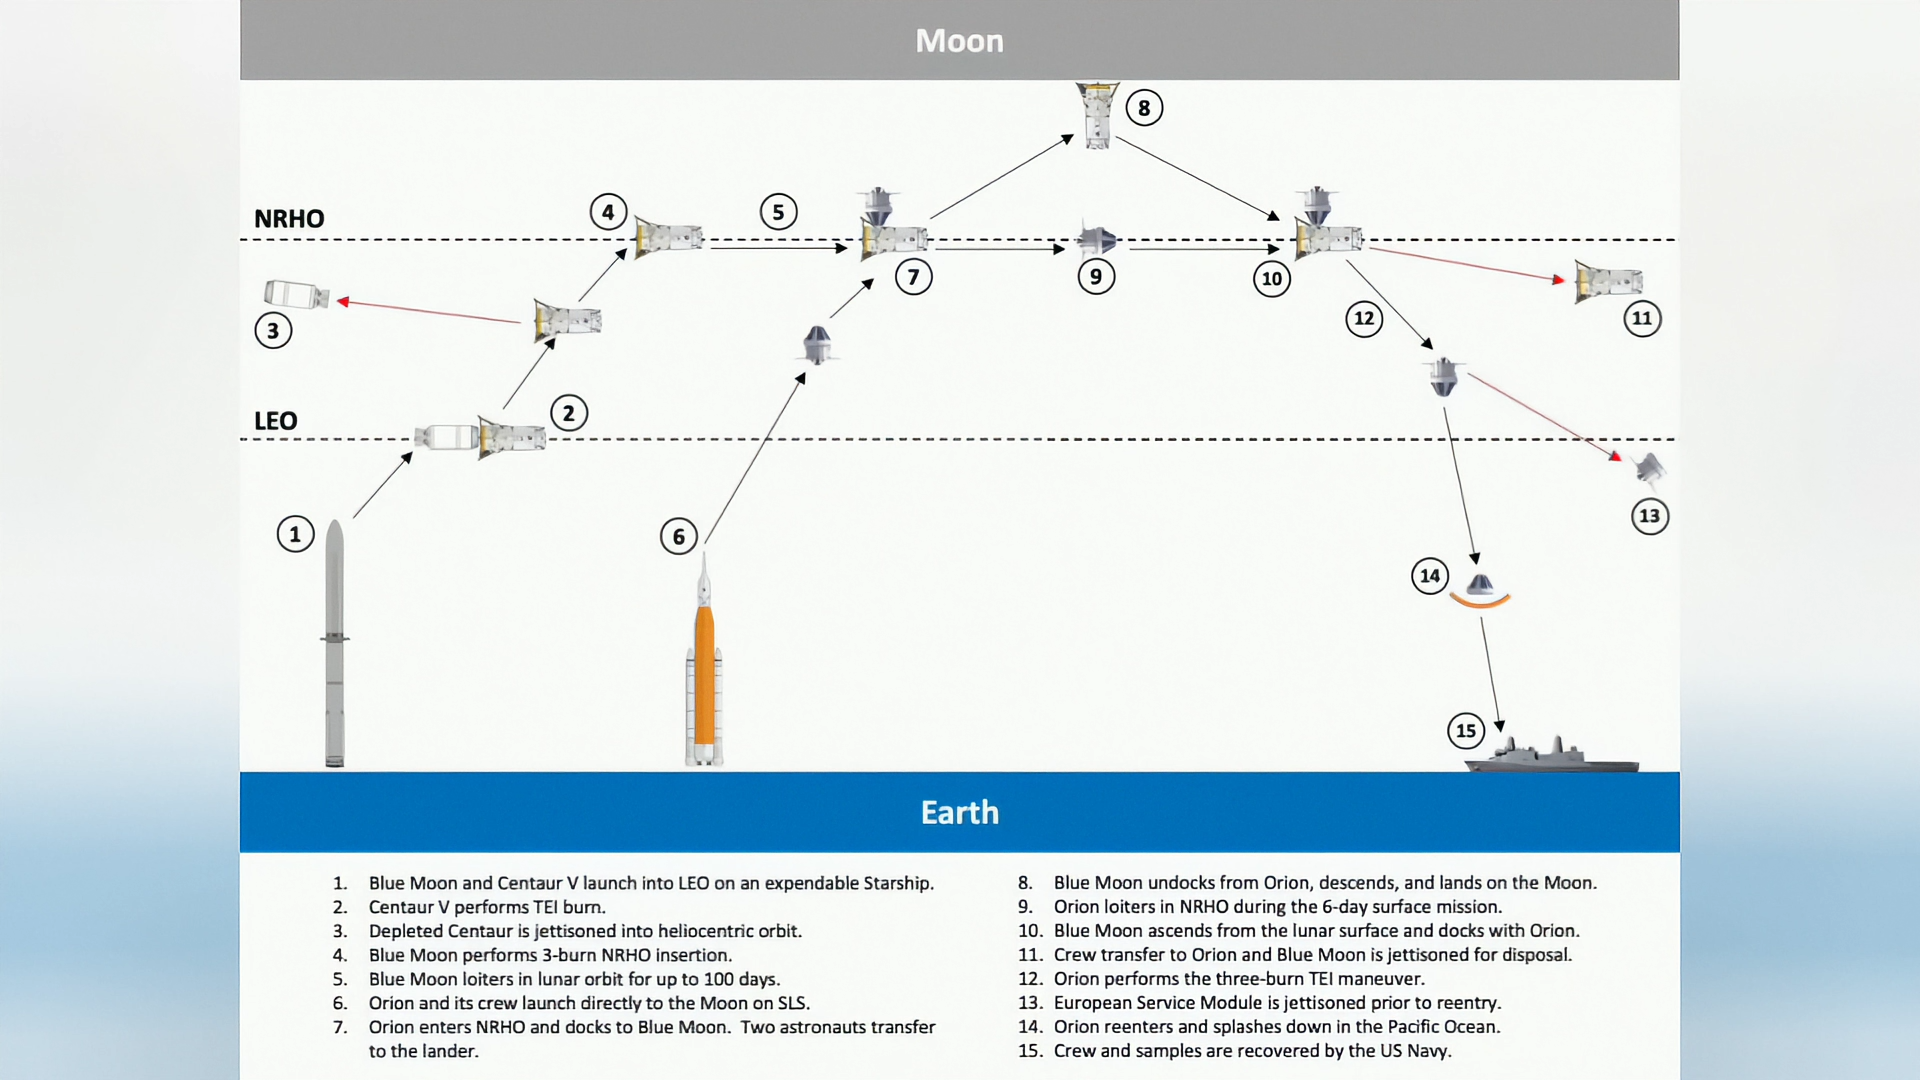 Moon
8
4
5
NRHO
7
9
10
3
12
11
LEO
2
1
6
13
14
15
Earth
1. Blue Moon and Centaur V launch into LEO on an expendable Starship.
2. Centaur V performs TEI burn.
3. Depleted Centaur is jettisoned into heliocentric orbit.
4. Blue Moon performs 3-burn NRHO insertion.
5. Blue Moon loiters in lunar orbit for up to 100 days.
6. Orion and its crew launch directly to the Moon on SLS.
7. Orion enters NRHO and docks to Blue Moon. Two astronauts transfer
to the lander.
8. Blue Moon undocks from Orion, descends, and lands on the Moon.
9. Orion loiters in NRHO during the 6-day surface mission.
10. Blue Moon ascends from the lunar surface and docks with Orion.
11. Crew transfer to Orion and Blue Moon is jettisoned for disposal.
12. Orion performs the three-burn TEI maneuver.
13. European Service Module is jettisoned prior to reentry.
14. Orion reenters and splashes down in the Pacific Ocean.
15. Crew and samples are recovered by the US Navy.